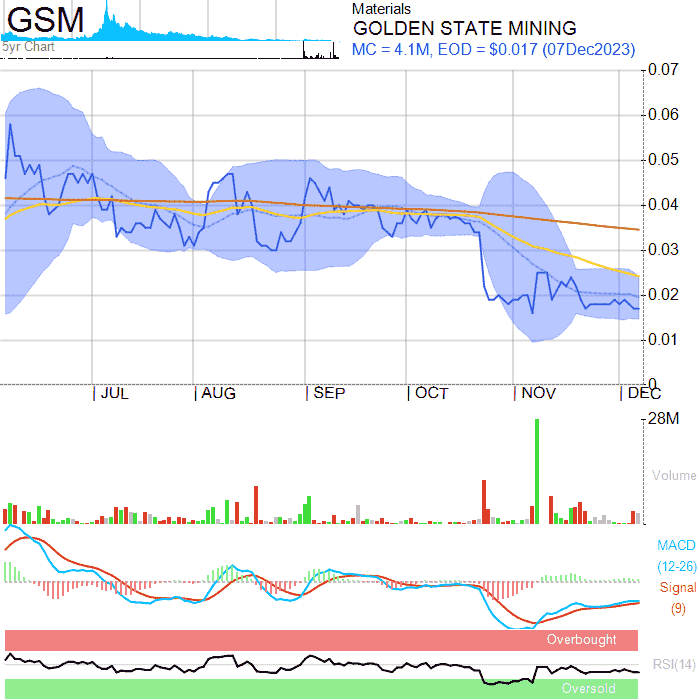 GSM
5yr Chart
Materials
GOLDEN STATE MINING
MC = 4.1M, EOD = $0.017 (07Dec2023)
0.07
0.06
0.05
0.04
0.03
0.02
0.01
0
JUL AUG SEP OCT NOV DEC
28M
Volume
MACD
(12-26)
Signal
(9)
Overbought
RSI(14)
Oversold